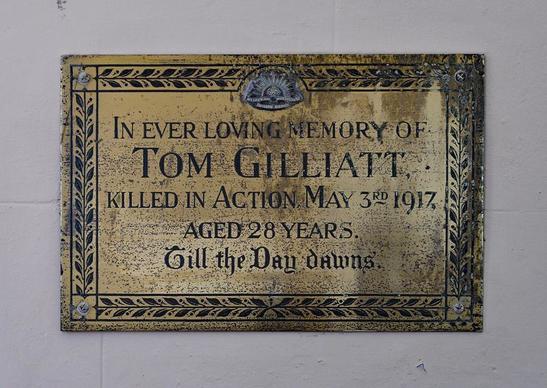 IN EVER LOVING MEMORY OF
TOM GILLIATT,
KILLED IN ACTION, MAY 3RD 1917,
AGED 28 YEARS.
Till the Day dawns.